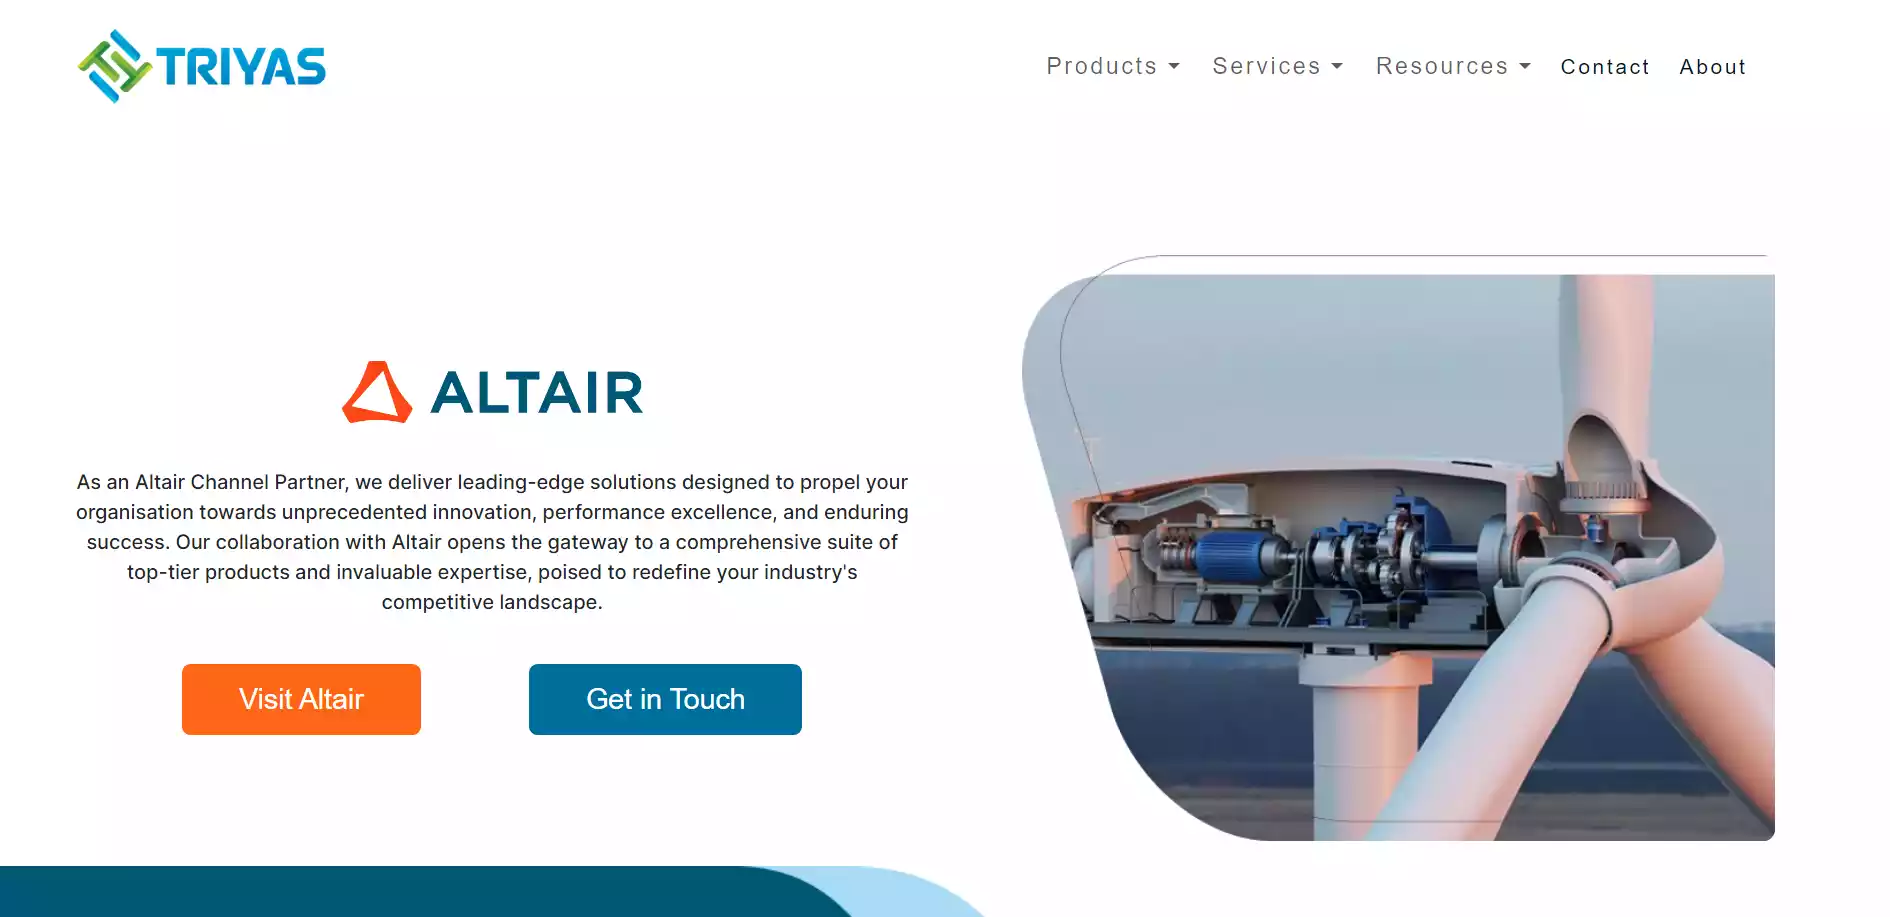 TRIYAS
Products
Services
Resources
Contact
About
ALTAIR
As an Altair Channel Partner, we deliver leading-edge solutions designed to propel your
organisation towards unprecedented innovation, performance excellence, and enduring
success. Our collaboration with Altair opens the gateway to a comprehensive suite of
top-tier products and invaluable expertise, poised to redefine your industry's
competitive landscape.
Visit Altair
Get in Touch